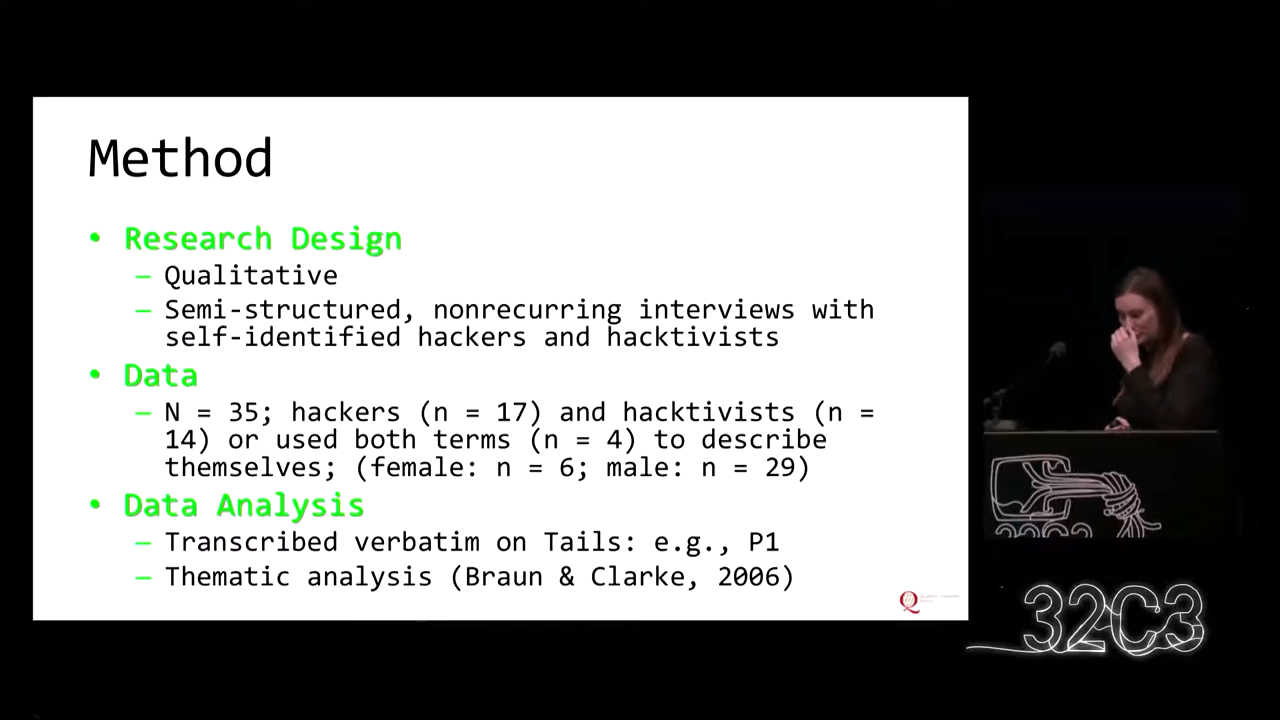 Method
• Research Design
– Qualitative
– Semi-structured, nonrecurring interviews with
self-identified hackers and hacktivists
• Data
– N = 35; hackers (n = 17) and hacktivists (n =
14) or used both terms (n = 4) to describe
themselves; (female: n = 6; male: n = 29)
• Data Analysis
– Transcribed verbatim on Tails: e.g., P1
– Thematic analysis (Braun & Clarke, 2006)
32C3